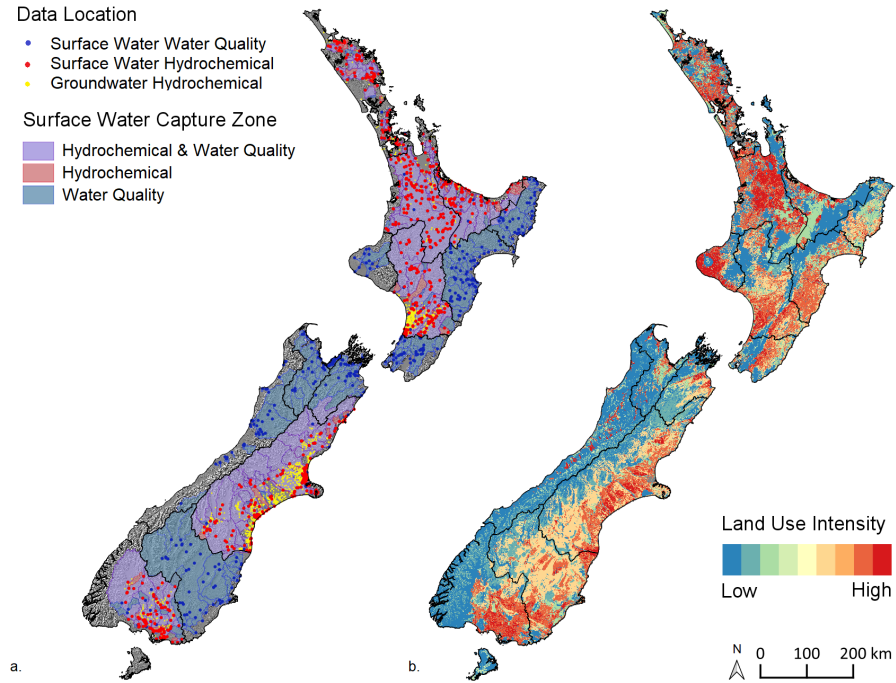 Data Location
Surface Water Water Quality
Surface Water Hydrochemical
Groundwater Hydrochemical
Surface Water Capture Zone
Hydrochemical & Water Quality
Hydrochemical
Water Quality
Land Use Intensity
Low High
N
0 100 200 km
a.
b.